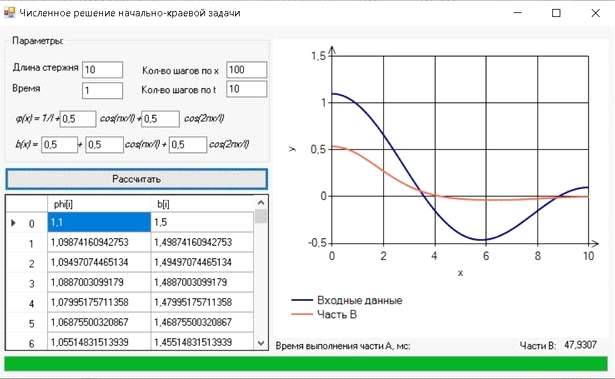 Численное решение начально-краевой задачи
Параметры:
Длина стержня 10 Кол-во шагов по x 100
Время 1 Кол-во шагов по t 10
φ(x) = 1/l + 0,5 cos(πx/l)+ 0,5 cos(2πx/l)
b(x) = 0,5 + 0,5 cos(πx/l) + 0,5 cos(2πx/l)
Рассчитать
phi[i] b[i]
0 1,1 1,5
1 1,09874160942753 1,49874160942753
2 1,09497074465134 1,49497074465134
3 1,0887003099179 1,4887003099179
4 1,07995175711358 1,47995175711358
5 1,06875500320867 1,46875500320867
6 1,05514831513939 1,45514831513939
1,5
1
0,5
0
-0,5
y
0 2 4 6 8 10
x
Входные данные
Часть B
Время выполнения части A, мс: Части B: 47,9307